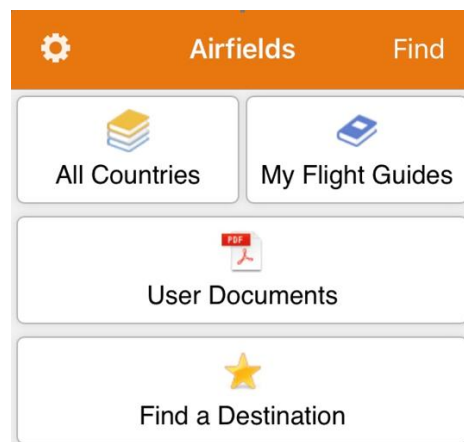 Airfields
Find
All Countries
My Flight Guides
PDF
User Documents
Find a Destination